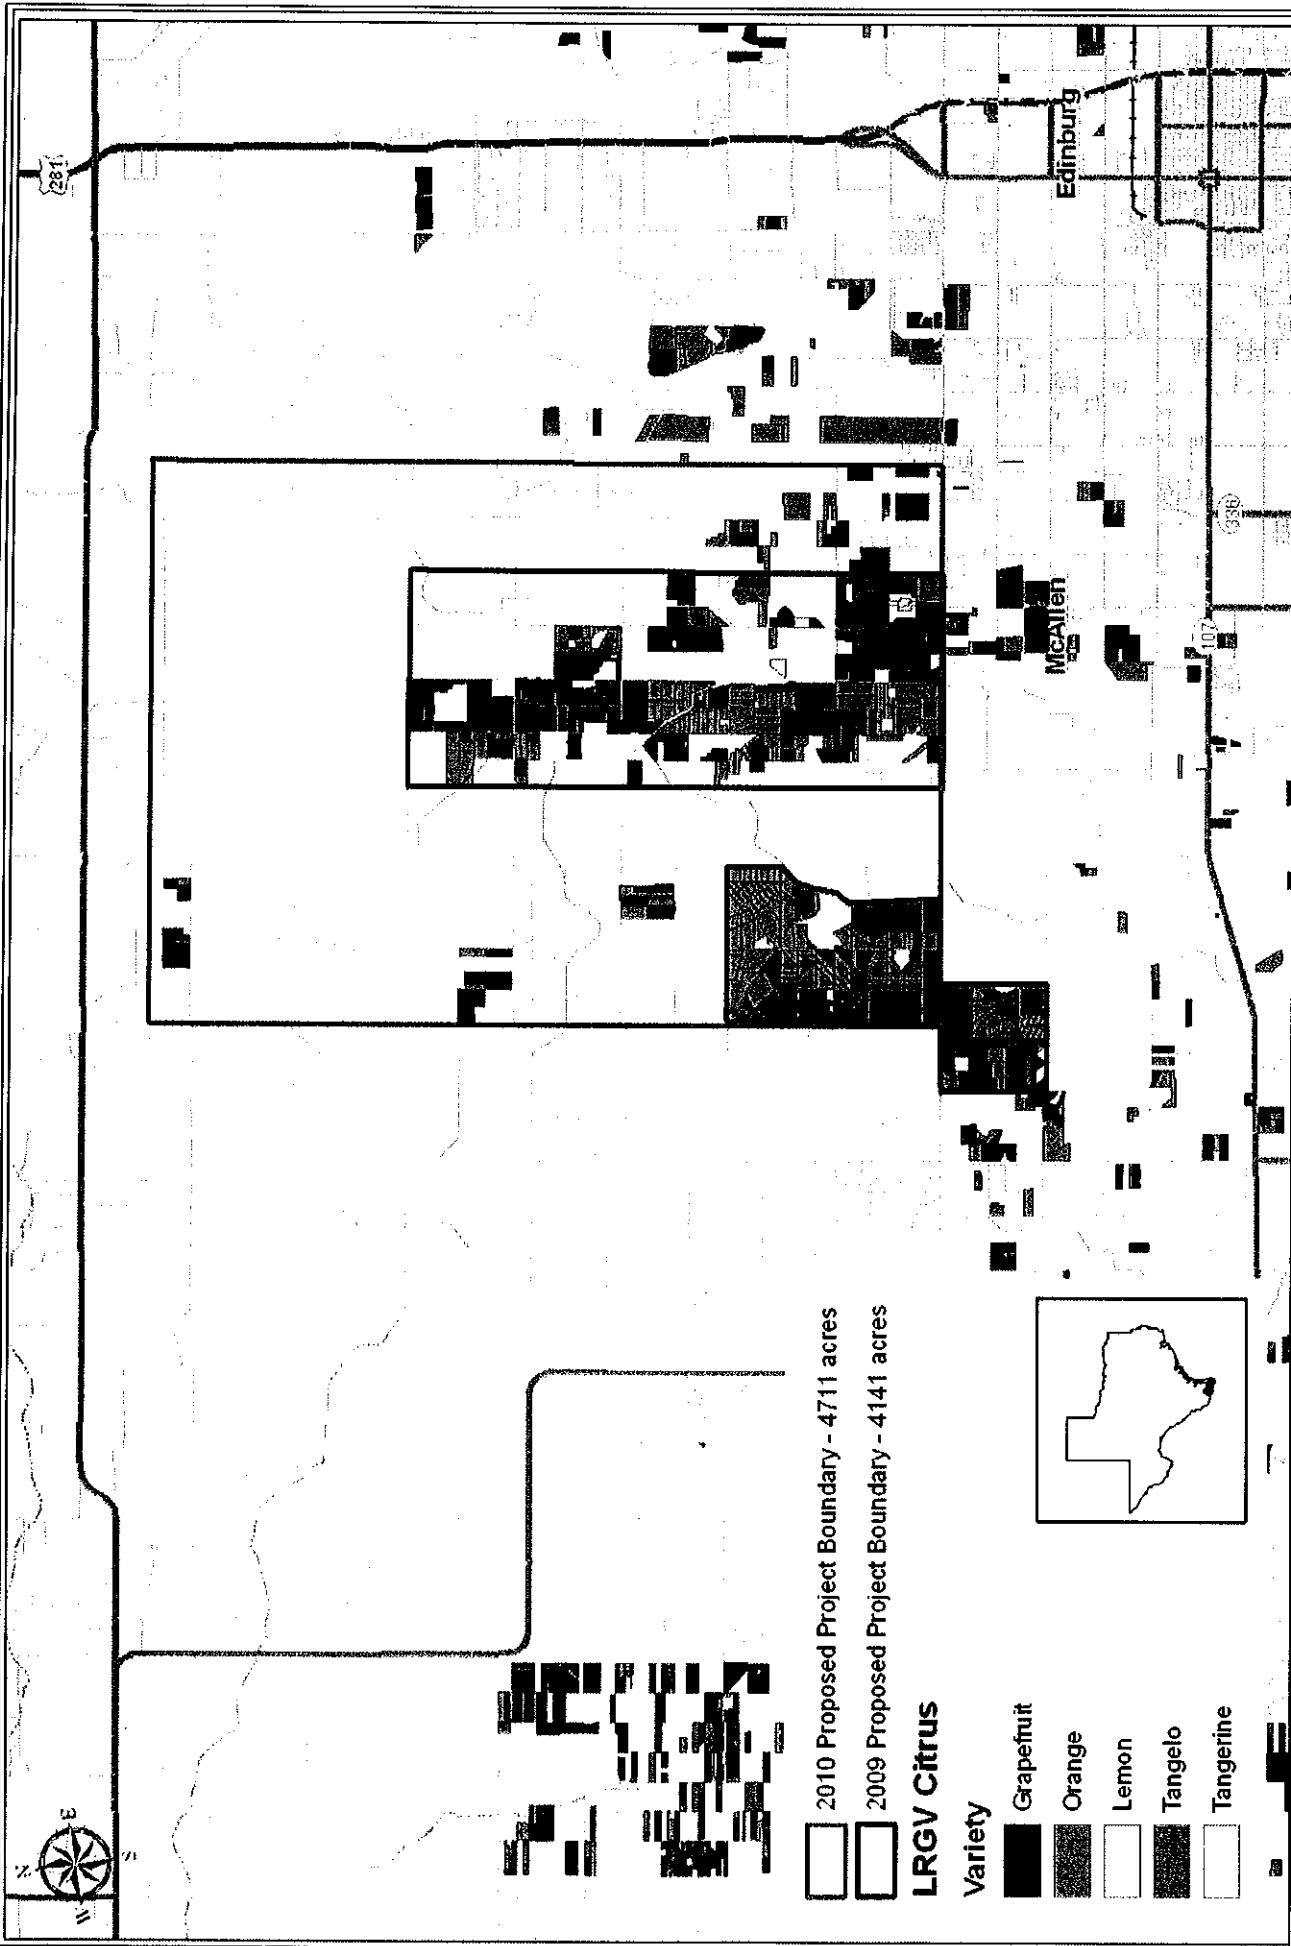 281
Edinburg
McAllen
336
107
N
E
S
W
2010 Proposed Project Boundary - 4711 acres
2009 Proposed Project Boundary - 4141 acres
LRGV Citrus
Variety
Grapefruit
Orange
Lemon
Tangelo
Tangerine